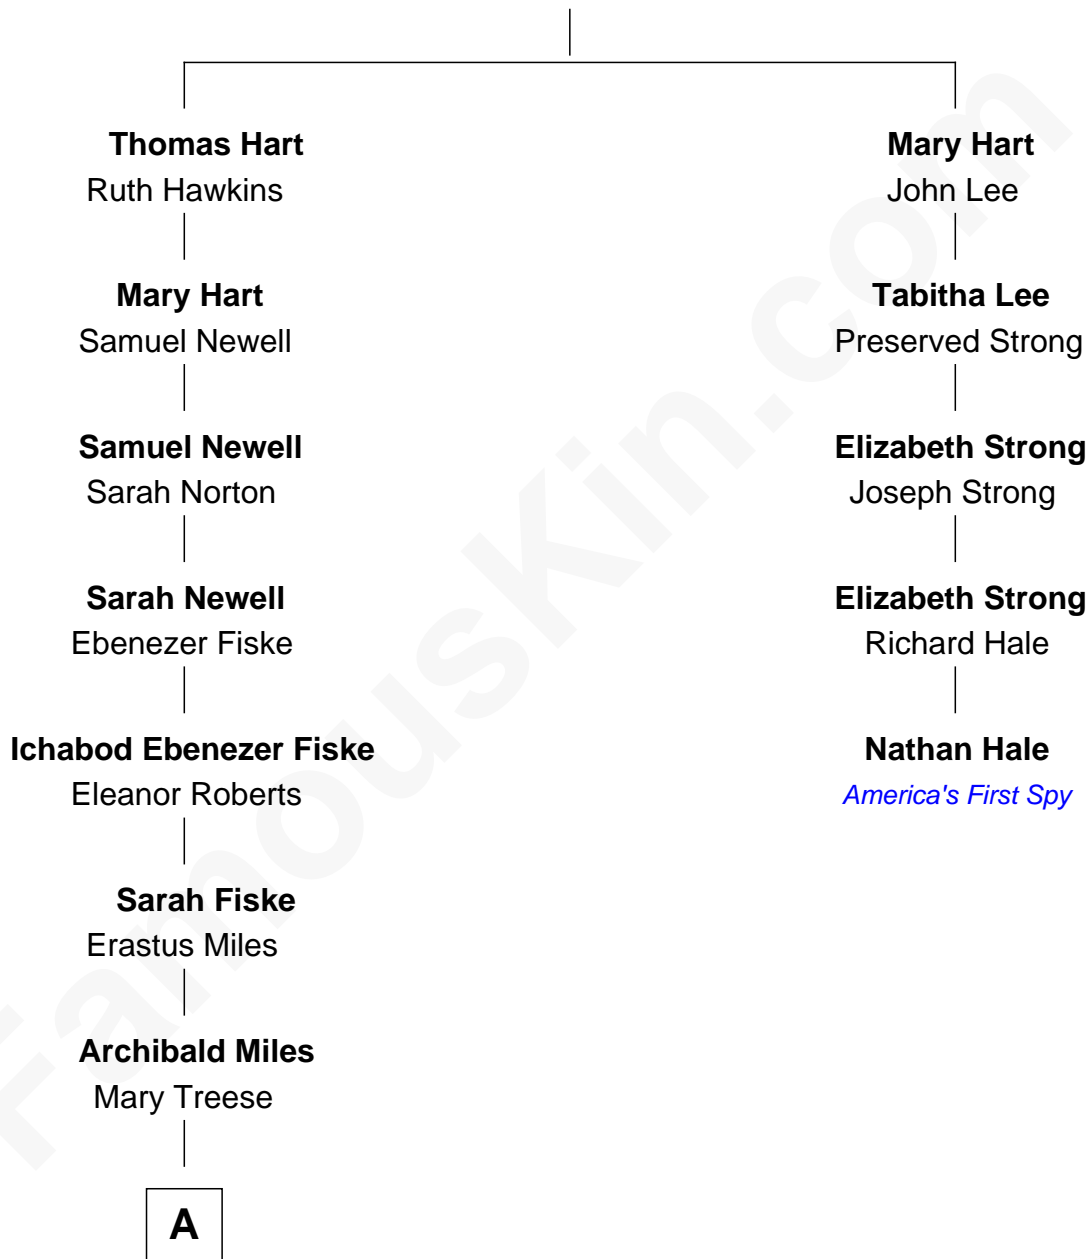 Thomas Hart
Ruth Hawkins
Mary Hart
Samuel Newell
Samuel Newell
Sarah Norton
Sarah Newell
Ebenezer Fiske
Ichabod Ebenezer Fiske
Eleanor Roberts
Sarah Fiske
Erastus Miles
Archibald Miles
Mary Treese
A
Mary Hart
John Lee
Tabitha Lee
Preserved Strong
Elizabeth Strong
Joseph Strong
Elizabeth Strong
Richard Hale
Nathan Hale
America's First Spy
FamousKin.com